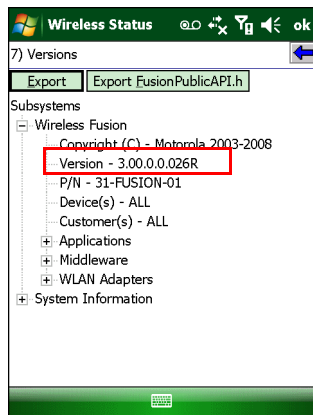 Wireless Status ok
7) Versions
Export Export FusionPublicAPI.h
Subsystems
Wireless Fusion
Copyright (C) - Motorola 2003-2008
Version - 3.00.0.0.026R
P/N - 31-FUSION-01
Device(s) - ALL
Customer(s) - ALL
Applications
Middleware
WLAN Adapters
System Information